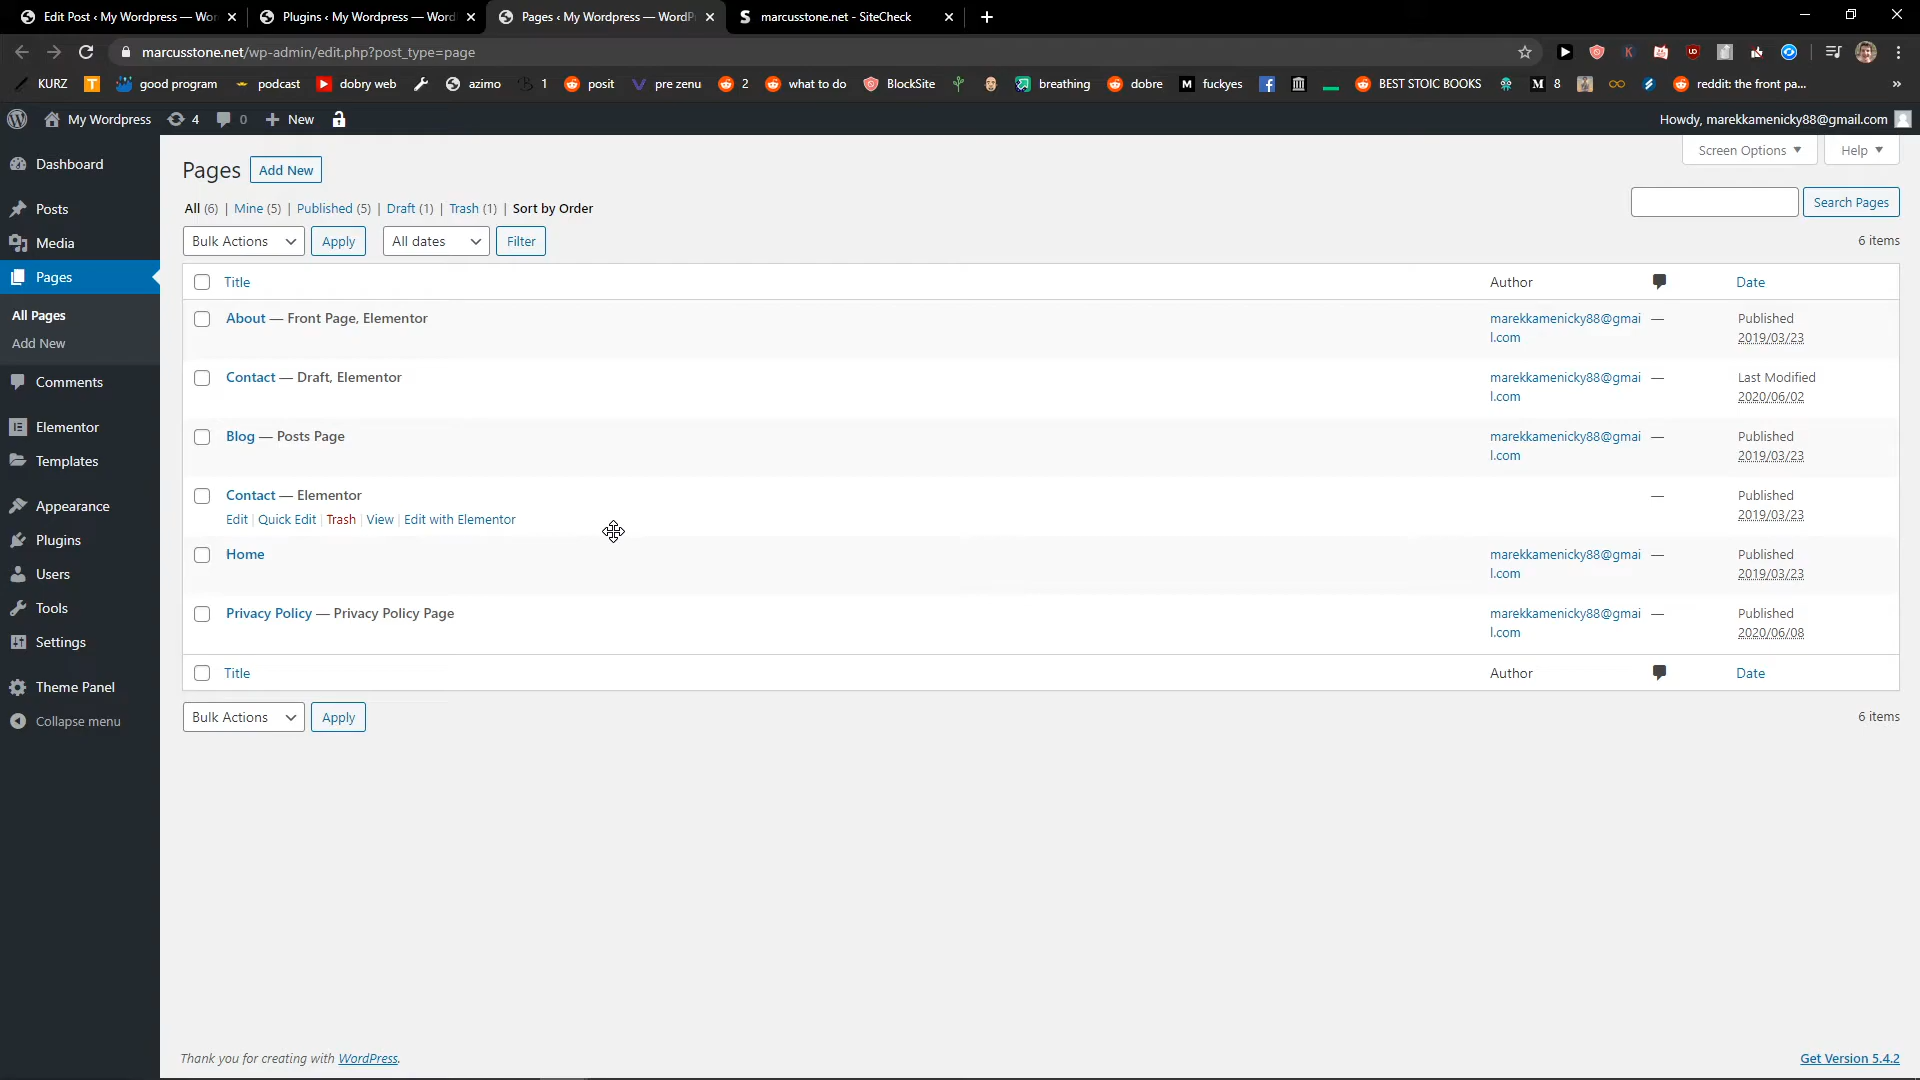 Edit Post ‹ My Wordpress — Wor
Plugins ‹ My Wordpress — Word
Pages ‹ My Wordpress — WordP
marcusstone.net - SiteCheck
marcusstone.net/wp-admin/edit.php?post_type=page
KURZ
good program
podcast
dobry web
azimo
1
posit
pre zenu
2
what to do
BlockSite
breathing
dobre
fuckyes
BEST STOIC BOOKS
8
reddit: the front pa...
»
My Wordpress
4
0
New
Howdy, marekkamenicky88@gmail.com
Dashboard
Posts
Media
Pages
All Pages
Add New
Comments
Elementor
Templates
Appearance
Plugins
Users
Tools
Settings
Theme Panel
Collapse menu
Screen Options
Help
Pages
Add New
All (6) | Mine (5) | Published (5) | Draft (1) | Trash (1) | Sort by Order
Search Pages
Bulk Actions
Apply
All dates
Filter
6 items
Title
Author
Date
About — Front Page, Elementor
marekkamenicky88@gmai
l.com
—
Published
2019/03/23
Contact — Draft, Elementor
marekkamenicky88@gmai
l.com
—
Last Modified
2020/06/02
Blog — Posts Page
marekkamenicky88@gmai
l.com
—
Published
2019/03/23
Contact — Elementor
Edit | Quick Edit | Trash | View | Edit with Elementor
—
Published
2019/03/23
Home
marekkamenicky88@gmai
l.com
—
Published
2019/03/23
Privacy Policy — Privacy Policy Page
marekkamenicky88@gmai
l.com
—
Published
2020/06/08
Title
Author
Date
Bulk Actions
Apply
6 items
Thank you for creating with WordPress.
Get Version 5.4.2